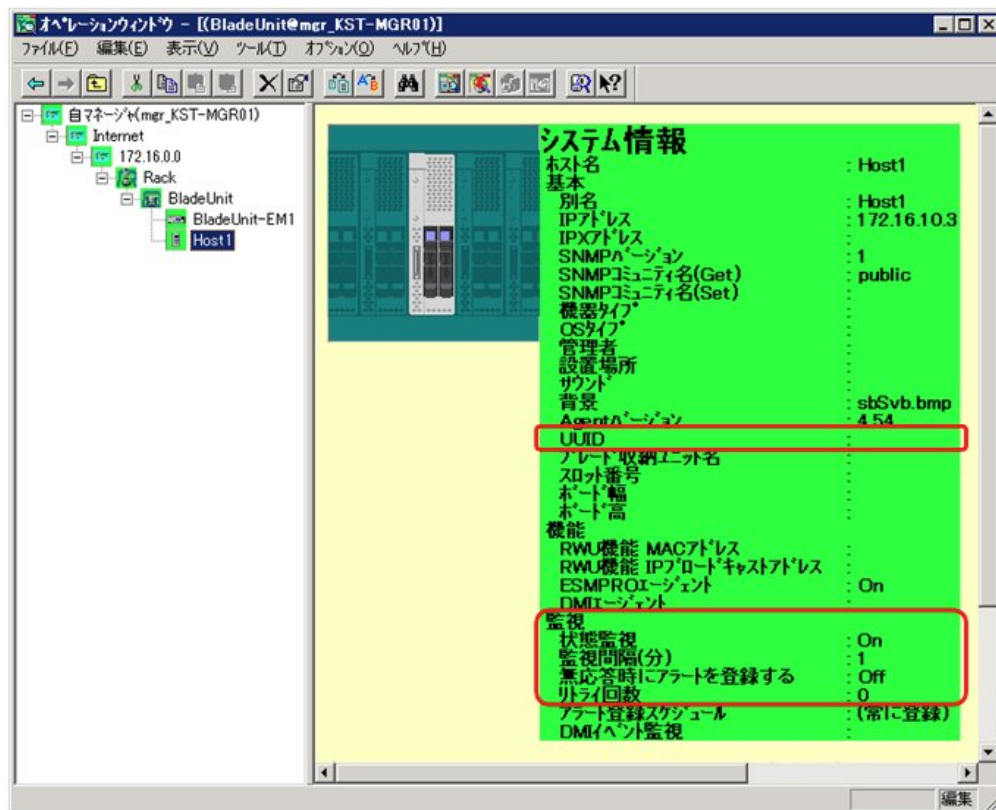 オペレーションウィンドウ - [(BladeUnit@mgr_KST-MGR01)]
ファイル(F) 編集(E) 表示(V) ツール(T) オプション(O) ヘルプ(H)
自マネージャ(mgr_KST-MGR01)
Internet
172.16.0.0
Rack
BladeUnit
BladeUnit-EM1
Host1
システム情報
ホスト名 : Host1
基本
別名 : Host1
IPアドレス : 172.16.10.3
IPXアドレス :
SNMPバージョン : 1
SNMPコミュニティ名(Get) : public
SNMPコミュニティ名(Set) :
機器タイプ :
OSタイプ :
管理者 :
設置場所 :
サウンド :
背景 : sbSvb.bmp
Agentバージョン : 4.54
UUID :
ブレード収納ユニット名 :
スロット番号 :
ボード幅 :
ボード高 :
機能
RWU機能 MACアドレス :
RWU機能 IPブロードキャストアドレス :
ESMPROエージェント : On
DMIエージェント :
監視
状態監視 : On
監視間隔(分) : 1
無応答時にアラートを登録する : Off
リトライ回数 : 0
アラート登録スケジュール : (常に登録)
DMIイベント監視 :
編集